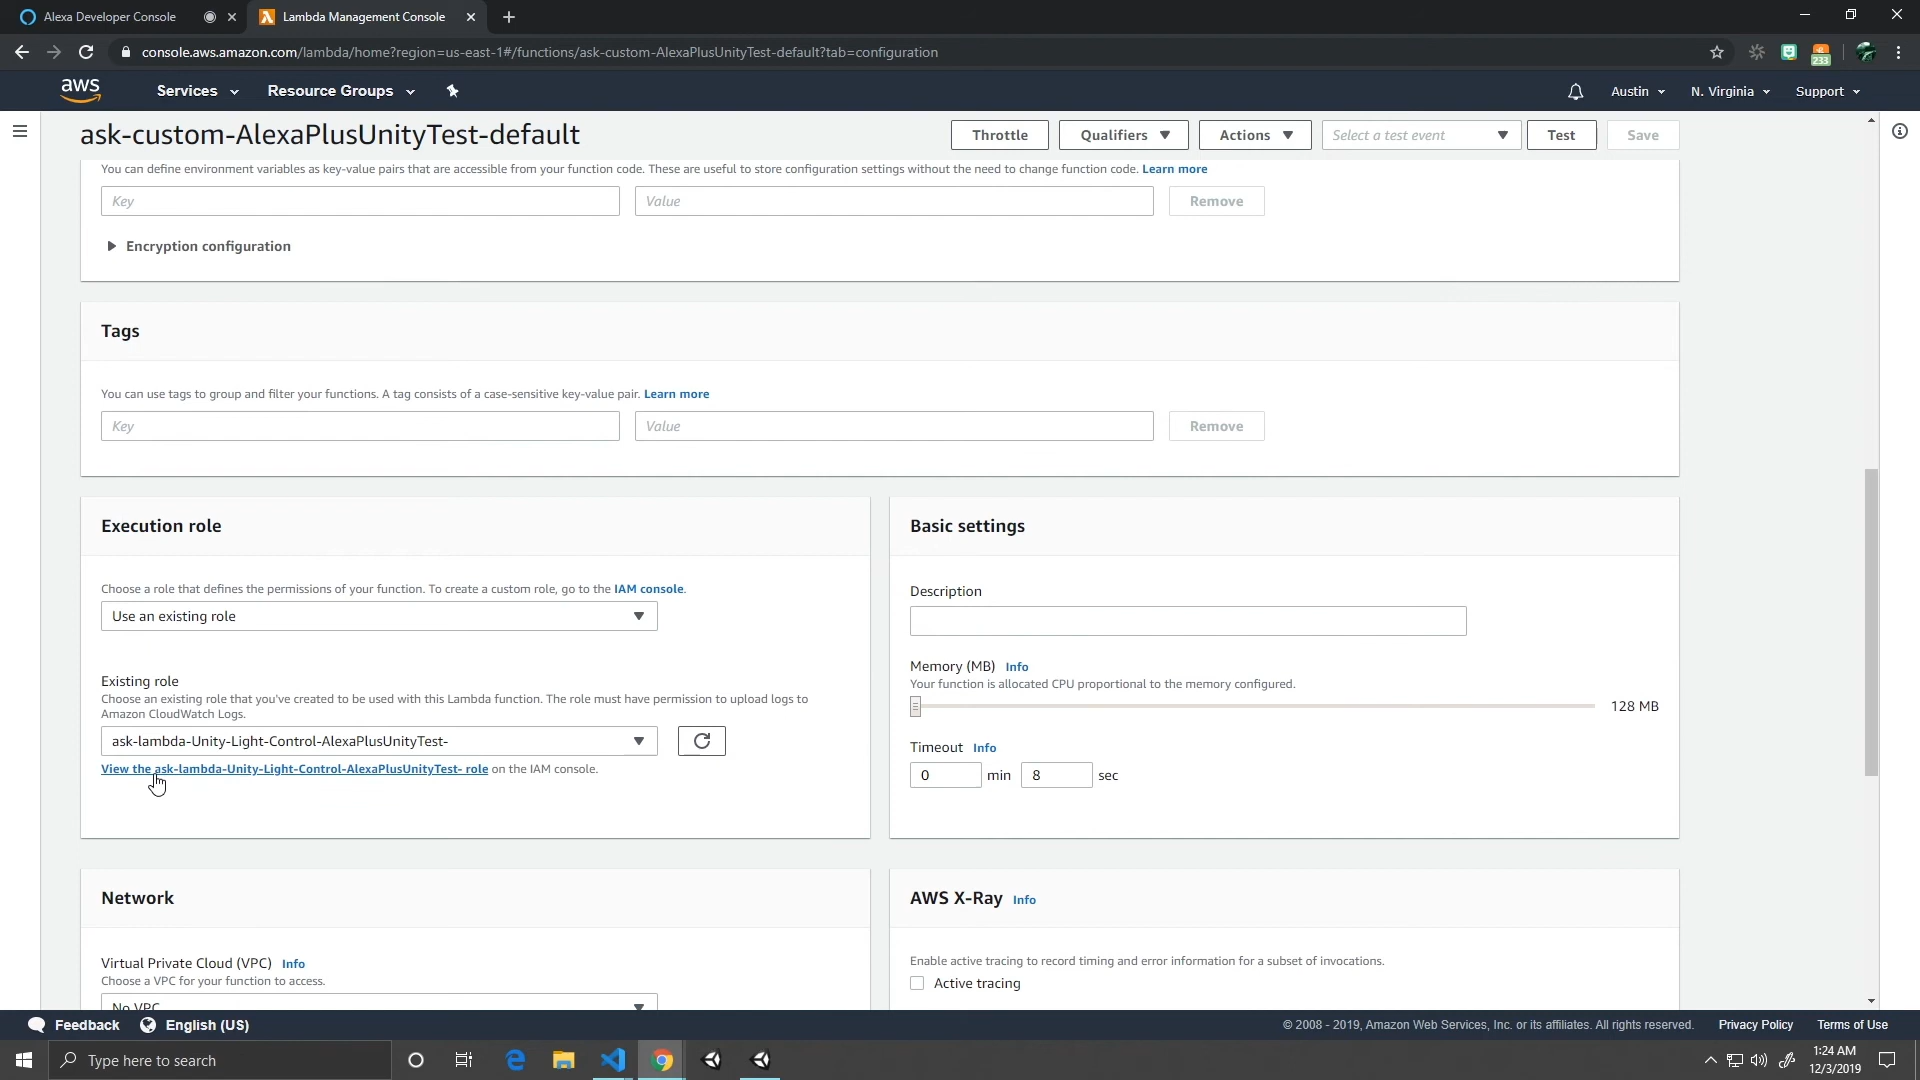 Alexa Developer Console
Lambda Management Console
console.aws.amazon.com/lambda/home?region=us-east-1#/functions/ask-custom-AlexaPlusUnityTest-default?tab=configuration
233
aws
Services
Resource Groups
Austin
N. Virginia
Support
ask-custom-AlexaPlusUnityTest-default
Throttle
Qualifiers
Actions
Select a test event
Test
Save
You can define environment variables as key-value pairs that are accessible from your function code. These are useful to store configuration settings without the need to change function code. Learn more
Key
Value
Remove
Encryption configuration
Tags
You can use tags to group and filter your functions. A tag consists of a case-sensitive key-value pair. Learn more
Key
Value
Remove
Execution role
Choose a role that defines the permissions of your function. To create a custom role, go to the IAM console.
Use an existing role
Existing role
Choose an existing role that you've created to be used with this Lambda function. The role must have permission to upload logs to
Amazon CloudWatch Logs.
ask-lambda-Unity-Light-Control-AlexaPlusUnityTest-
View the ask-lambda-Unity-Light-Control-AlexaPlusUnityTest- role on the IAM console.
Basic settings
Description
Memory (MB) Info
Your function is allocated CPU proportional to the memory configured.
128 MB
Timeout Info
0 min 8 sec
Network
Virtual Private Cloud (VPC) Info
Choose a VPC for your function to access.
No VPC
AWS X-Ray Info
Enable active tracing to record timing and error information for a subset of invocations.
Active tracing
Feedback
English (US)
© 2008 - 2019, Amazon Web Services, Inc. or its affiliates. All rights reserved.
Privacy Policy
Terms of Use
Type here to search
1:24 AM
12/3/2019